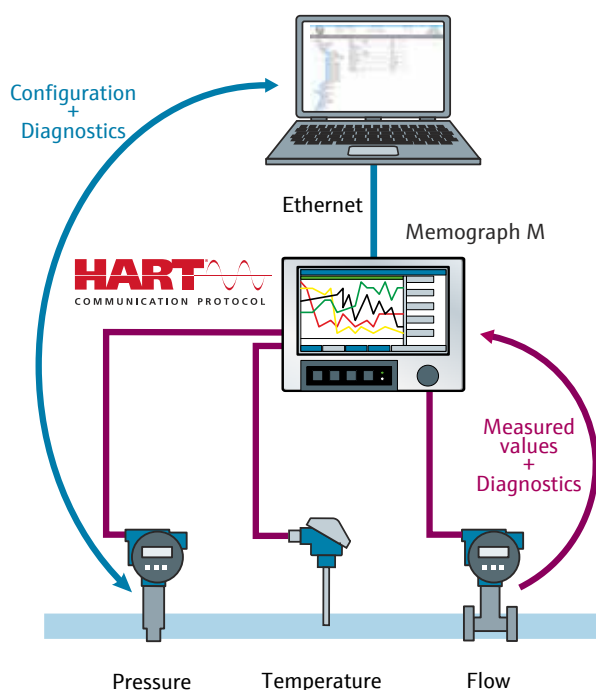 Configuration
+
Diagnostics
Ethernet
Memograph M
HART
COMMUNICATION PROTOCOL
Measured
values
+
Diagnostics
Pressure
Temperature
Flow